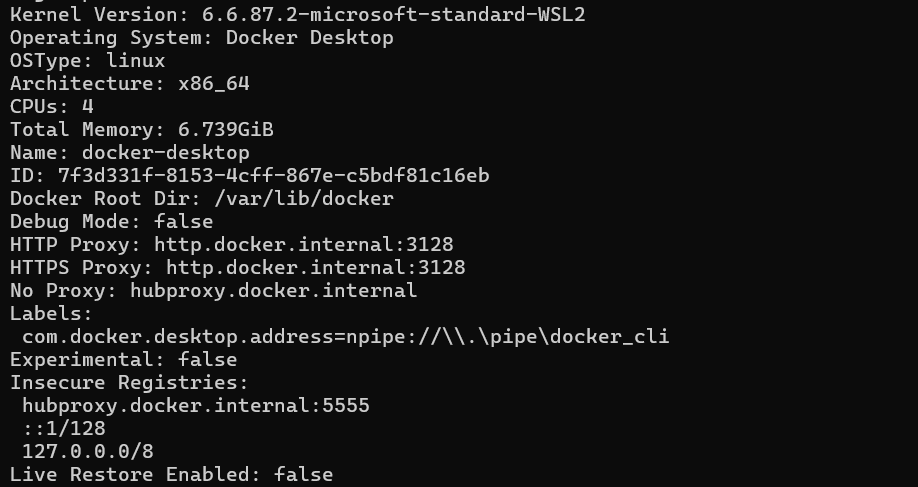 Kernel Version: 6.6.87.2-microsoft-standard-WSL2
Operating System: Docker Desktop
OSType: linux
Architecture: x86_64
CPUs: 4
Total Memory: 6.739GiB
Name: docker-desktop
ID: 7f3d331f-8153-4cff-867e-c5bdf81c16eb
Docker Root Dir: /var/lib/docker
Debug Mode: false
HTTP Proxy: http.docker.internal:3128
HTTPS Proxy: http.docker.internal:3128
No Proxy: hubproxy.docker.internal
Labels:
 com.docker.desktop.address=npipe://\\.\pipe\docker_cli
Experimental: false
Insecure Registries:
 hubproxy.docker.internal:5555
 ::1/128
 127.0.0.0/8
Live Restore Enabled: false